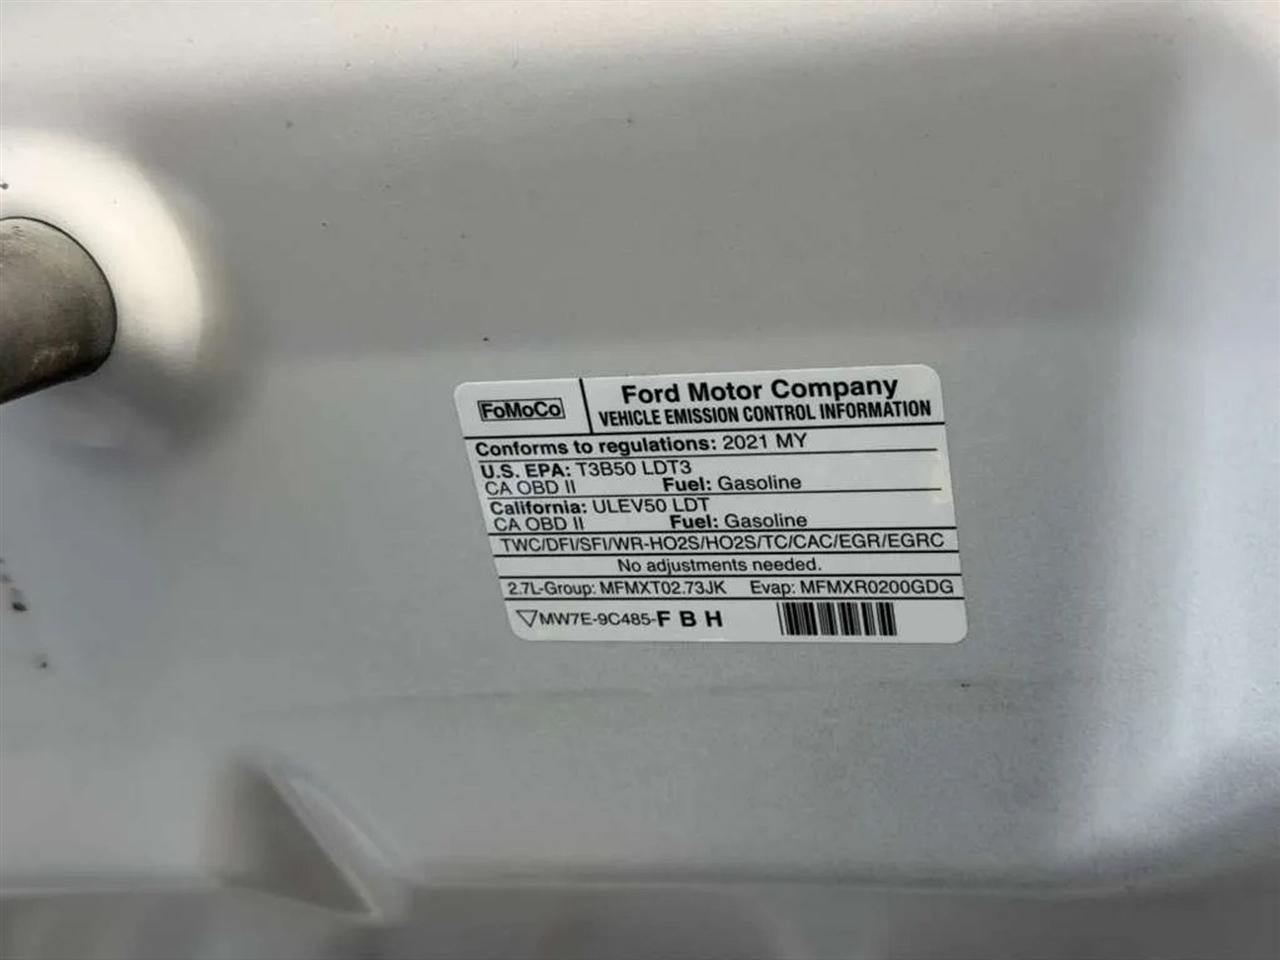 FoMoCo
Ford Motor Company
VEHICLE EMISSION CONTROL INFORMATION
Conforms to regulations: 2021 MY
U.S. EPA: T3B50 LDT3
CA OBD II Fuel: Gasoline
California: ULEV50 LDT
CA OBD II Fuel: Gasoline
TWC/DFI/SFI/WR-HO2S/HO2S/TC/CAC/EGR/EGRC
No adjustments needed.
2.7L-Group: MFMXT02.73JK Evap: MFMXR0200GDG
MW7E-9C485-F B H